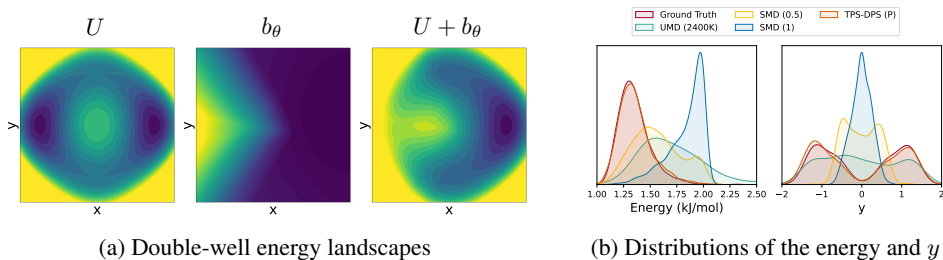 U
b_θ
U + b_θ
y
x
y
x
y
x
(a) Double-well energy landscapes
Ground Truth
UMD (2400K)
SMD (0.5)
SMD (1)
TPS-DPS (P)
1.00 1.25 1.50 1.75 2.00 2.25 2.50
Energy (kJ/mol)
−2 −1 0 1 2
y
(b) Distributions of the energy and y